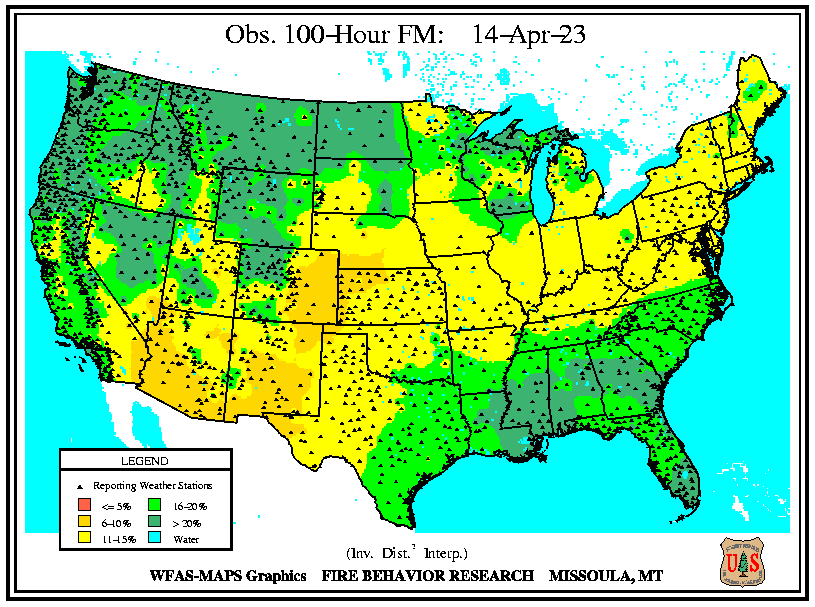 Obs. 100-Hour FM: 14-Apr-23
LEGEND
Reporting Weather Stations
<= 5%
16-20%
6-10%
> 20%
11-15%
Water
(Inv. Dist.² Interp.)
WFAS-MAPS Graphics FIRE BEHAVIOR RESEARCH MISSOULA, MT
U S